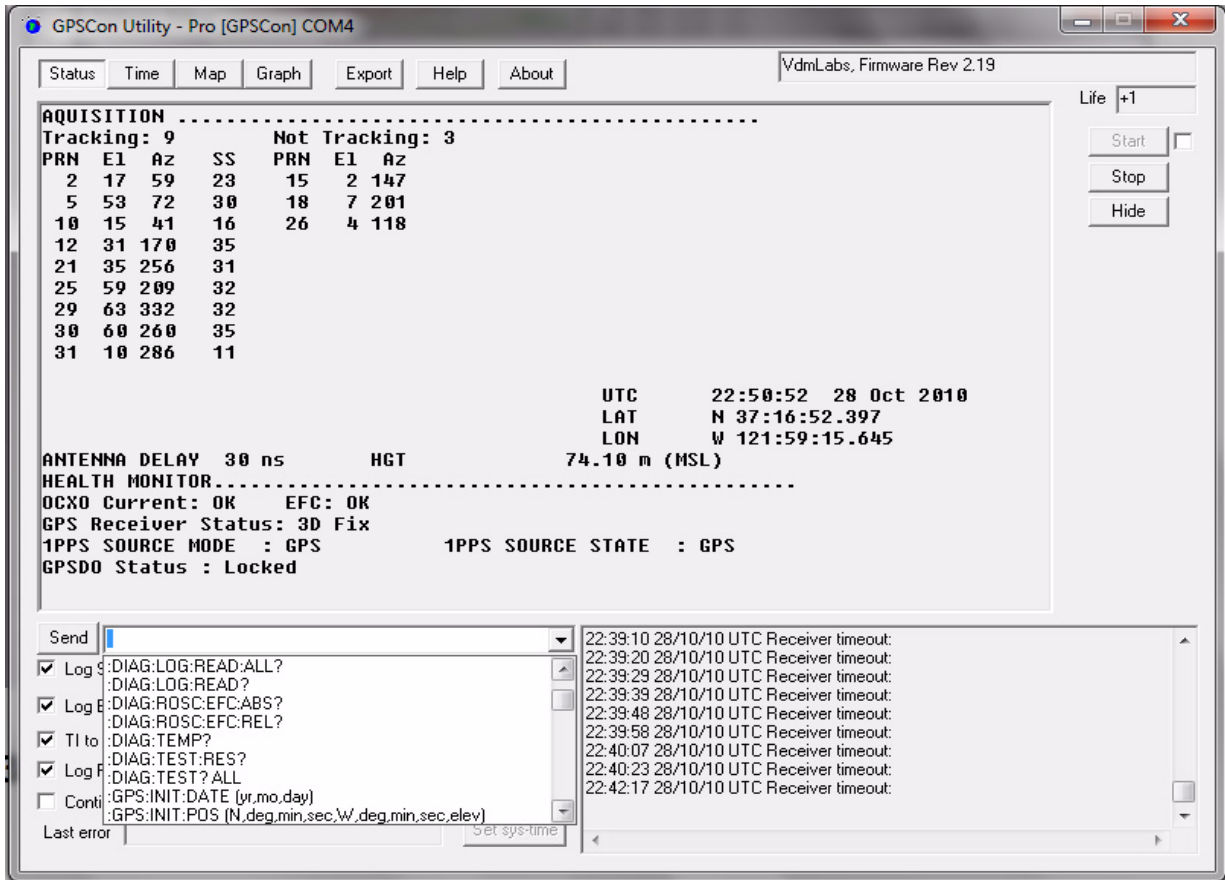 GPSCon Utility - Pro [GPSCon] COM4
Status Time Map Graph Export Help About
VdmLabs, Firmware Rev 2.19
Life +1
Start
Stop
Hide
AQUISITION ................................................
Tracking: 9 Not Tracking: 3
PRN El Az SS PRN El Az
2 17 59 23 15 2 147
5 53 72 30 18 7 201
10 15 41 16 26 4 118
12 31 170 35
21 35 256 31
25 59 209 32
29 63 332 32
30 60 260 35
31 10 286 11
UTC 22:50:52 28 Oct 2010
LAT N 37:16:52.397
LON W 121:59:15.645
ANTENNA DELAY 30 ns HGT 74.10 m (MSL)
HEALTH MONITOR................................................
OCXO Current: OK EFC: OK
GPS Receiver Status: 3D Fix
1PPS SOURCE MODE : GPS 1PPS SOURCE STATE : GPS
GPSDO Status : Locked
Send
Log S
Log E
TI to
Log F
Conti
Last error
:DIAG:LOG:READ:ALL?
:DIAG:LOG:READ?
:DIAG:ROSC:EFC:ABS?
:DIAG:ROSC:EFC:REL?
:DIAG:TEMP?
:DIAG:TEST:RES?
:DIAG:TEST? ALL
:GPS:INIT:DATE (yr,mo,day)
:GPS:INIT:POS (N,deg,min,sec,W,deg,min,sec,elev)
Set sys-time
22:39:10 28/10/10 UTC Receiver timeout:
22:39:20 28/10/10 UTC Receiver timeout:
22:39:29 28/10/10 UTC Receiver timeout:
22:39:39 28/10/10 UTC Receiver timeout:
22:39:48 28/10/10 UTC Receiver timeout:
22:39:58 28/10/10 UTC Receiver timeout:
22:40:07 28/10/10 UTC Receiver timeout:
22:40:23 28/10/10 UTC Receiver timeout:
22:42:17 28/10/10 UTC Receiver timeout: